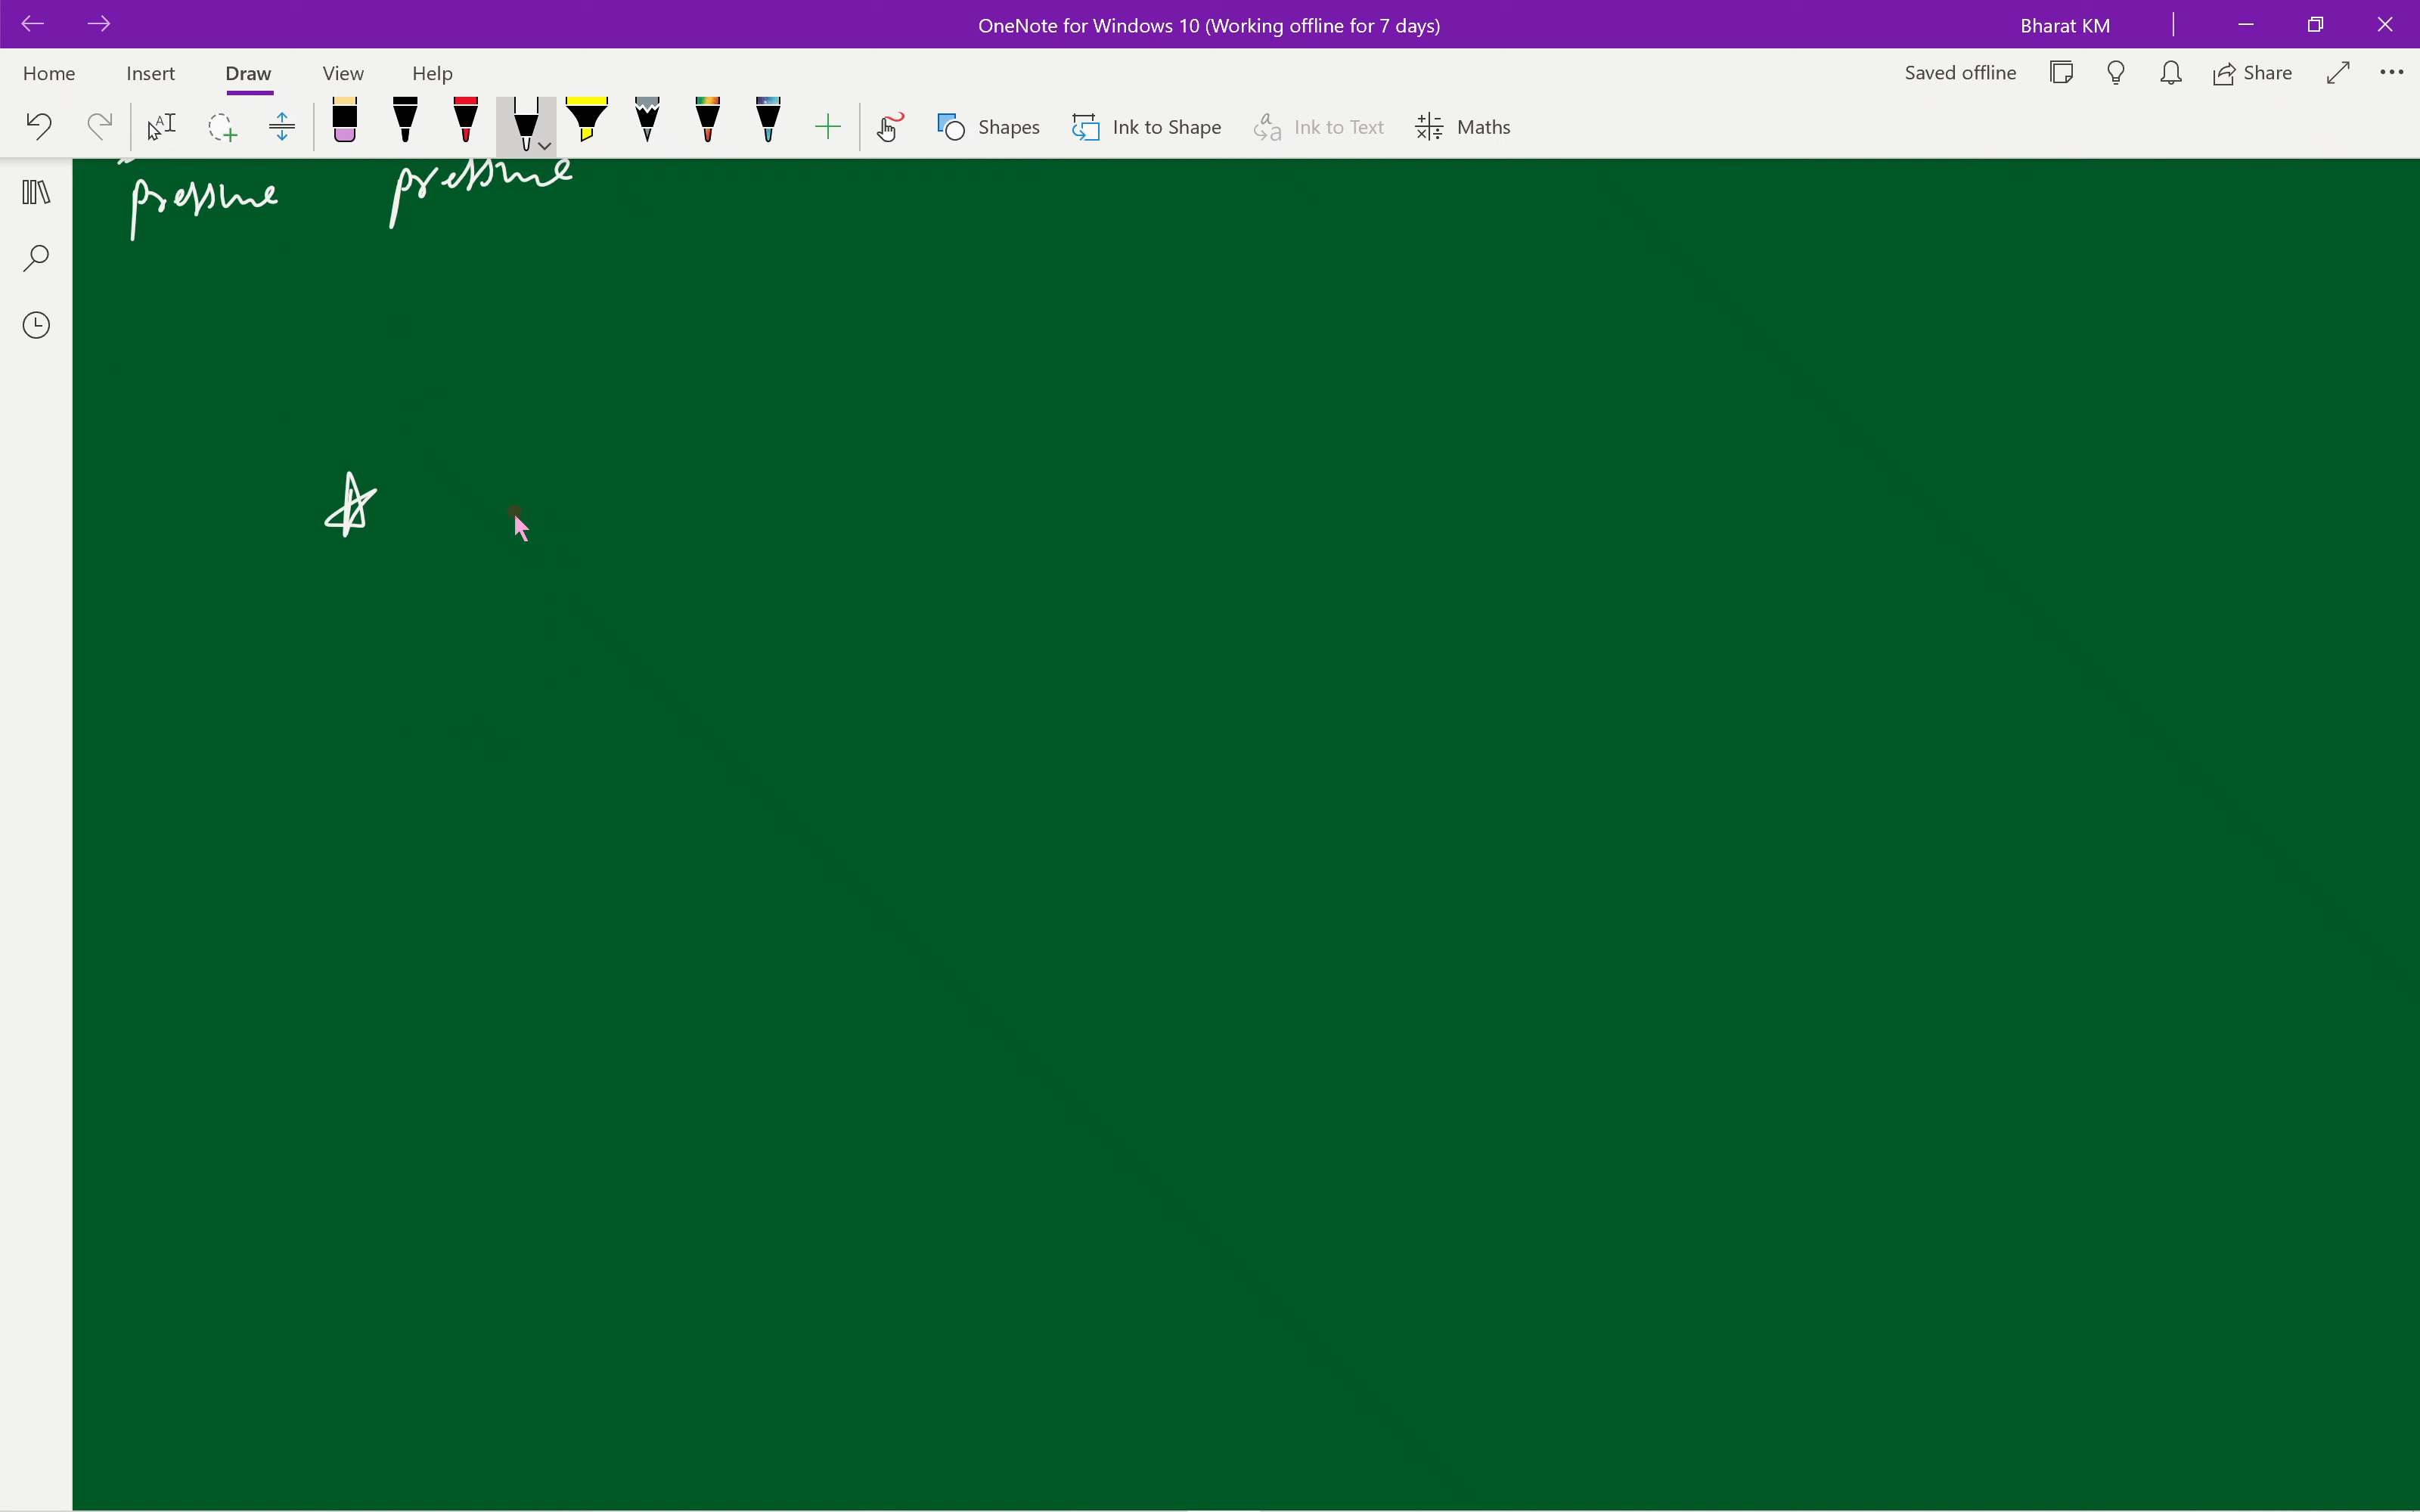 OneNote for Windows 10 (Working offline for 7 days)
Bharat KM
Home Insert Draw View Help
Saved offline
Share
Shapes
Ink to Shape
Ink to Text
Maths
pressure pressure